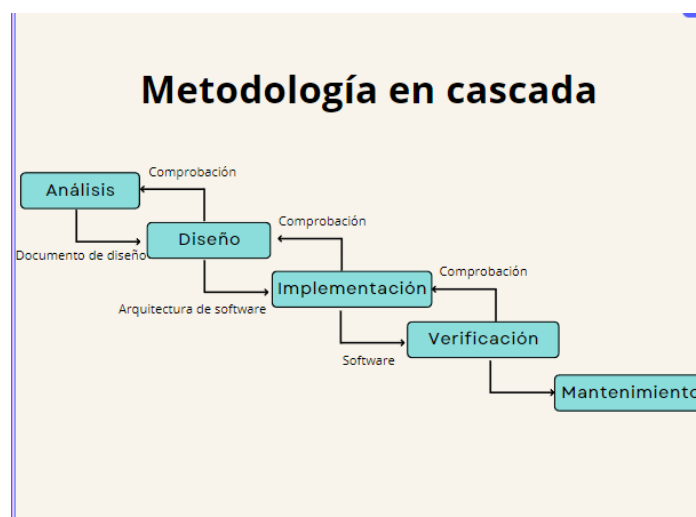 Metodología en cascada
Comprobación
Análisis
Comprobación
Diseño
Documento de diseño
Comprobación
Implementación
Arquitectura de software
Verificación
Software
Mantenimiento